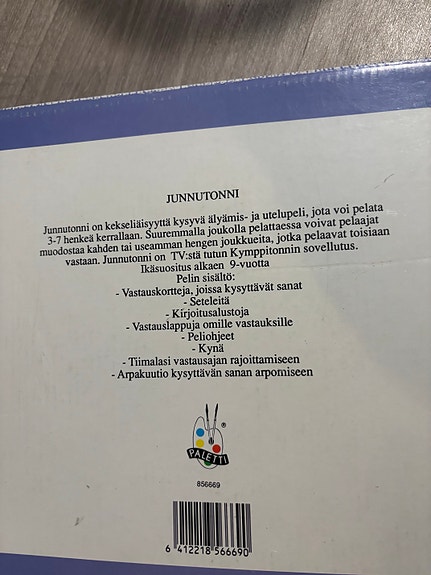 JUNNUTONNI
Junnutonni on kekseliäisyyttä kysyvä älyämis- ja utelupeli, jota voi pelata
3-7 henkeä kerrallaan. Suuremmalla joukolla pelattaessa voivat pelaajat
muodostaa kahden tai useamman hengen joukkueita, jotka pelaavat toisiaan
vastaan. Junnutonni on TV:stä tutun Kymppitonnin sovellutus.
Ikäsuositus alkaen 9-vuotta
Pelin sisältö:
- Vastauskortteja, joissa kysyttävät sanat
- Seteleitä
- Kirjoitusalustoja
- Vastauslappuja omille vastauksille
- Peliohjeet
- Kynä
- Tiimalasi vastausajan rajoittamiseen
- Arpakuutio kysyttävän sanan arpomiseen
®
PALETTI
856669
6 412218 566690